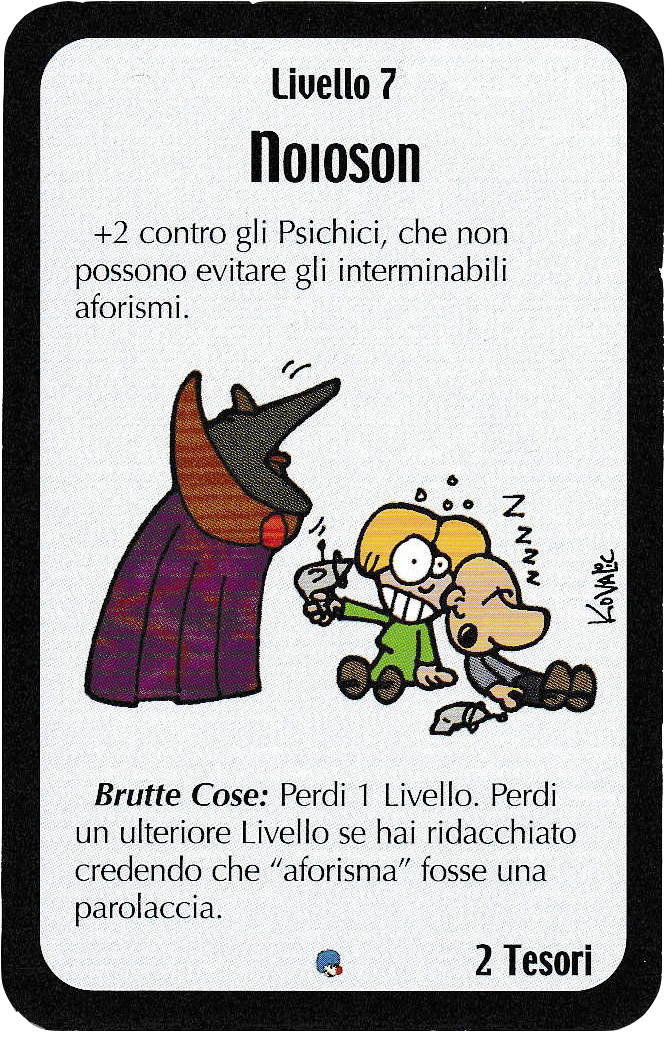 Livello 7
Noioson
+2 contro gli Psichici, che non
possono evitare gli interminabili
aforismi.
Z
N
N
N
KOVALIC
Brutte Cose: Perdi 1 Livello. Perdi
un ulteriore Livello se hai ridacchiato
credendo che “aforisma” fosse una
parolaccia.
2 Tesori